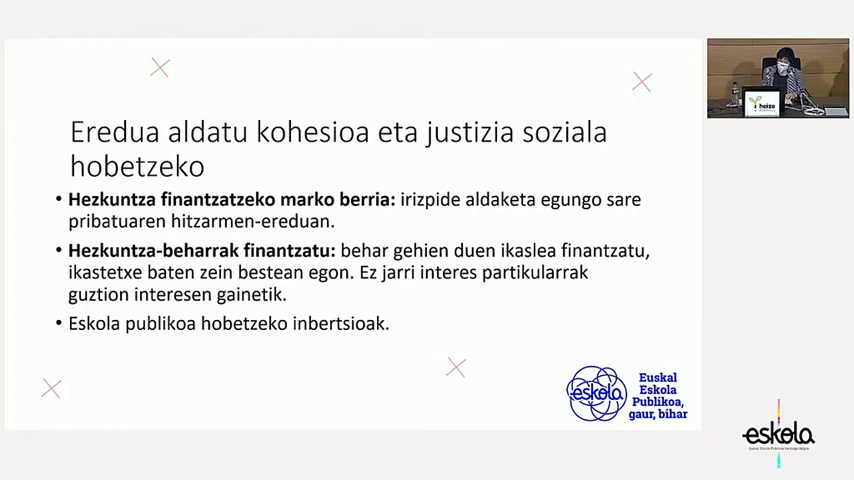 Eredua aldatu kohesioa eta justizia soziala
hobetzeko
• Hezkuntza finantzatzeko marko berria: irizpide aldaketa egungo sare
pribatuaren hitzarmen-ereduan.
• Hezkuntza-beharrak finantzatu: behar gehien duen ikaslea finantzatu,
ikastetxe baten zein bestean egon. Ez jarri interes partikularrak
guztion interesen gainetik.
• Eskola publikoa hobetzeko inbertsioak.
eskola
Euskal
Eskola
Publikoa,
gaur, bihar
heize
eskola